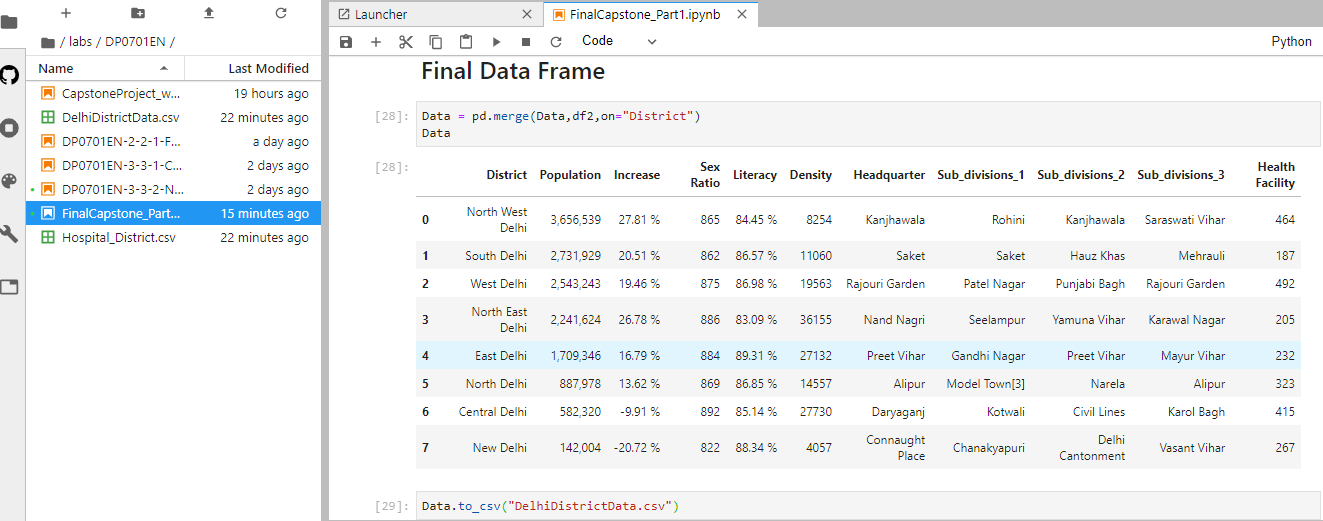 / labs / DP0701EN /
Name Last Modified
CapstoneProject_w... 19 hours ago
DelhiDistrictData.csv 22 minutes ago
DP0701EN-2-2-1-F... a day ago
DP0701EN-3-3-1-C... 2 days ago
DP0701EN-3-3-2-N... 2 days ago
FinalCapstone_Part... 15 minutes ago
Hospital_District.csv 22 minutes ago
Launcher FinalCapstone_Part1.ipynb
Code Python
Final Data Frame
[28]: Data = pd.merge(Data,df2,on="District")
Data
[28]: District Population Increase Sex Ratio Literacy Density Headquarter Sub_divisions_1 Sub_divisions_2 Sub_divisions_3 Health Facility
0 North West Delhi 3,656,539 27.81 % 865 84.45 % 8254 Kanjhawala Rohini Kanjhawala Saraswati Vihar 464
1 South Delhi 2,731,929 20.51 % 862 86.57 % 11060 Saket Saket Hauz Khas Mehrauli 187
2 West Delhi 2,543,243 19.46 % 875 86.98 % 19563 Rajouri Garden Patel Nagar Punjabi Bagh Rajouri Garden 492
3 North East Delhi 2,241,624 26.78 % 886 83.09 % 36155 Nand Nagri Seelampur Yamuna Vihar Karawal Nagar 205
4 East Delhi 1,709,346 16.79 % 884 89.31 % 27132 Preet Vihar Gandhi Nagar Preet Vihar Mayur Vihar 232
5 North Delhi 887,978 13.62 % 869 86.85 % 14557 Alipur Model Town[3] Narela Alipur 323
6 Central Delhi 582,320 -9.91 % 892 85.14 % 27730 Daryaganj Kotwali Civil Lines Karol Bagh 415
7 New Delhi 142,004 -20.72 % 822 88.34 % 4057 Connaught Place Chanakyapuri Delhi Cantonment Vasant Vihar 267
[29]: Data.to_csv("DelhiDistrictData.csv")